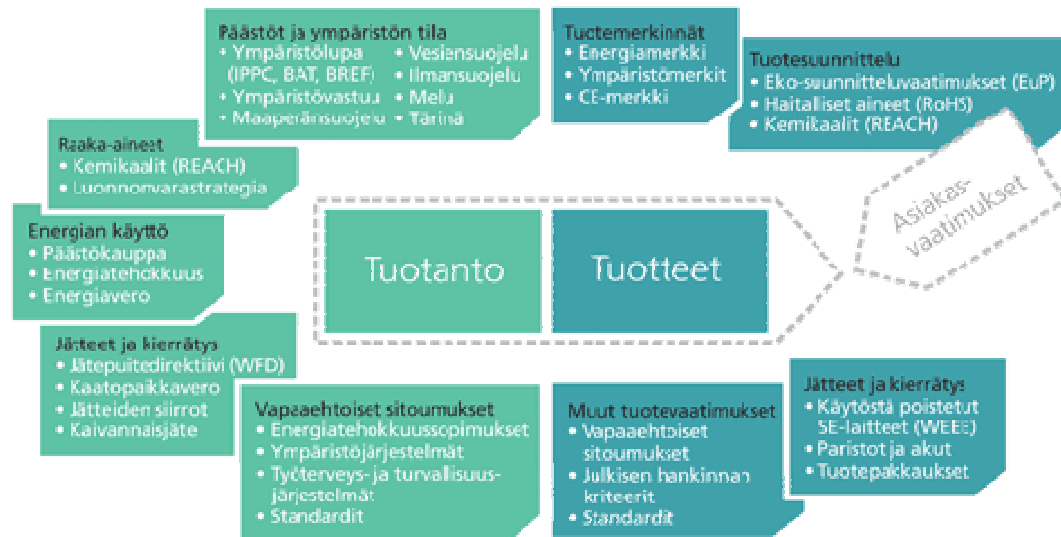 Päästöt ja ympäristön tila
• Ympäristölupa
(IPPC, BAT, BREF)
• Ympäristövastuu
• Maaperänsuojelu
• Vesiensuojelu
• Ilmansuojelu
• Melu
• Tärinä
Tuotemerkinnät
• Energiamerkki
• Ympäristömerkit
• CE-merkki
Tuotesuunnittelu
• Eko-suunnitteluvaatimukset (EuP)
• Haitalliset aineet (RoHS)
• Kemikaalit (REACH)
Raaka-aineet
• Kemikaalit (REACH)
• Luonnonvarastrategia
Energian käyttö
• Päästökauppa
• Energiatehokkuus
• Energiavero
Tuotanto
Tuotteet
Asiakas-
vaatimukset
Jätteet ja kierrätys
• Jätepuitedirektiivi (WFD)
• Kaatopaikkavero
• Jätteiden siirrot
• Kaivannaisjäte
Vapaaehtoiset sitoumukset
• Energiatehokkuussopimukset
• Ympäristöjärjestelmät
• Työterveys- ja turvallisuus-
järjestelmät
• Standardit
Muut tuotevaatimukset
• Vapaaehtoiset
sitoumukset
• Julkisen hankinnan
kriteerit
• Standardit
Jätteet ja kierrätys
• Käytöstä poistetut
SE-laitteet (WEEE)
• Paristot ja akut
• Tuotepakkaukset